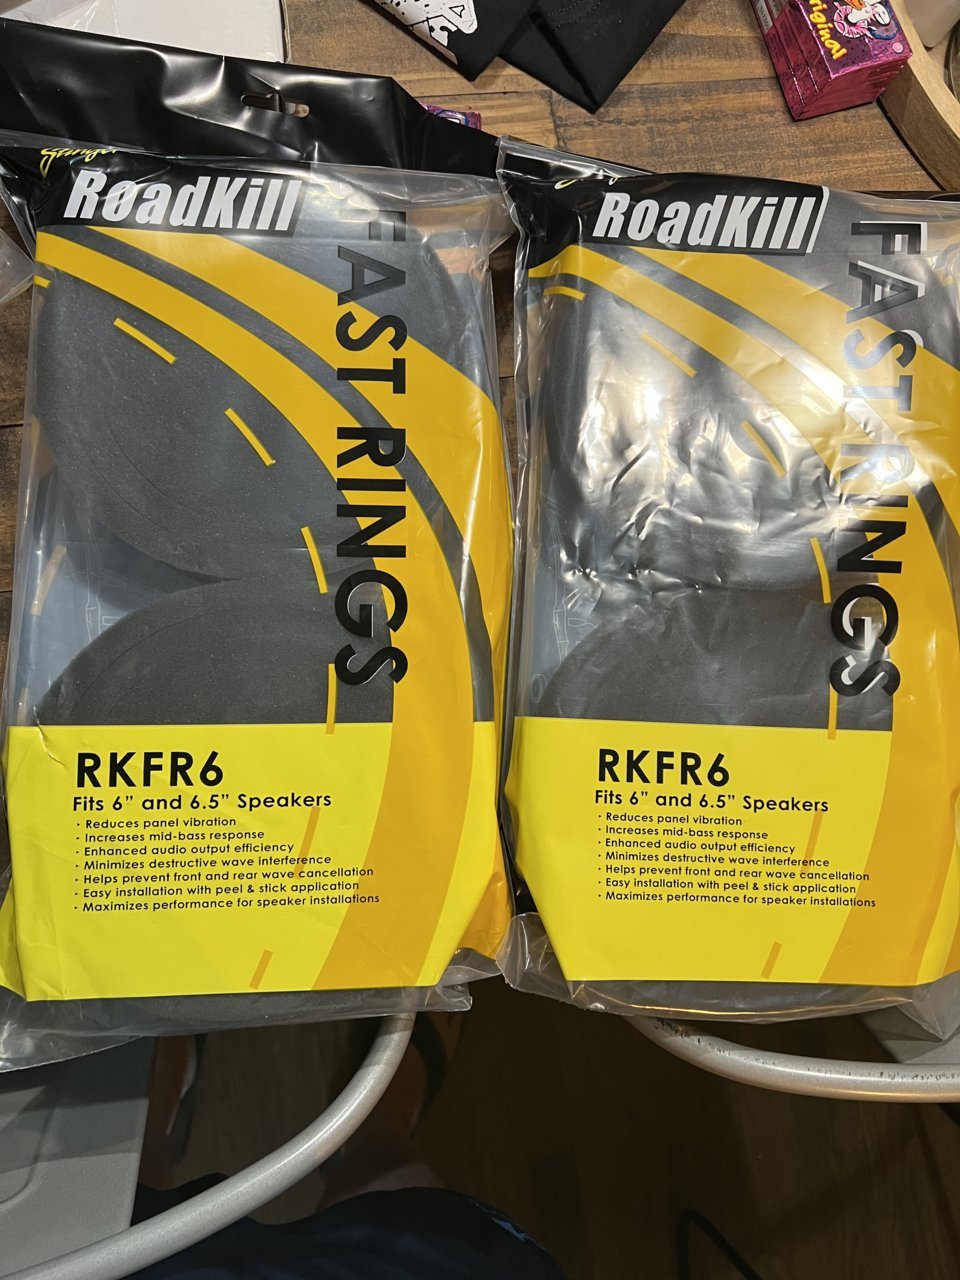 original
Stinger
RoadKill
FAST RINGS
RKFR6
Fits 6” and 6.5” Speakers
· Reduces panel vibration
· Increases mid-bass response
· Enhanced audio output efficiency
· Minimizes destructive wave interference
· Helps prevent front and rear wave cancellation
· Easy installation with peel & stick application
· Maximizes performance for speaker installations
RoadKill
FAST RINGS
RKFR6
Fits 6” and 6.5” Speakers
· Reduces panel vibration
· Increases mid-bass response
· Enhanced audio output efficiency
· Minimizes destructive wave interference
· Helps prevent front and rear wave cancellation
· Easy installation with peel & stick application
· Maximizes performance for speaker installations